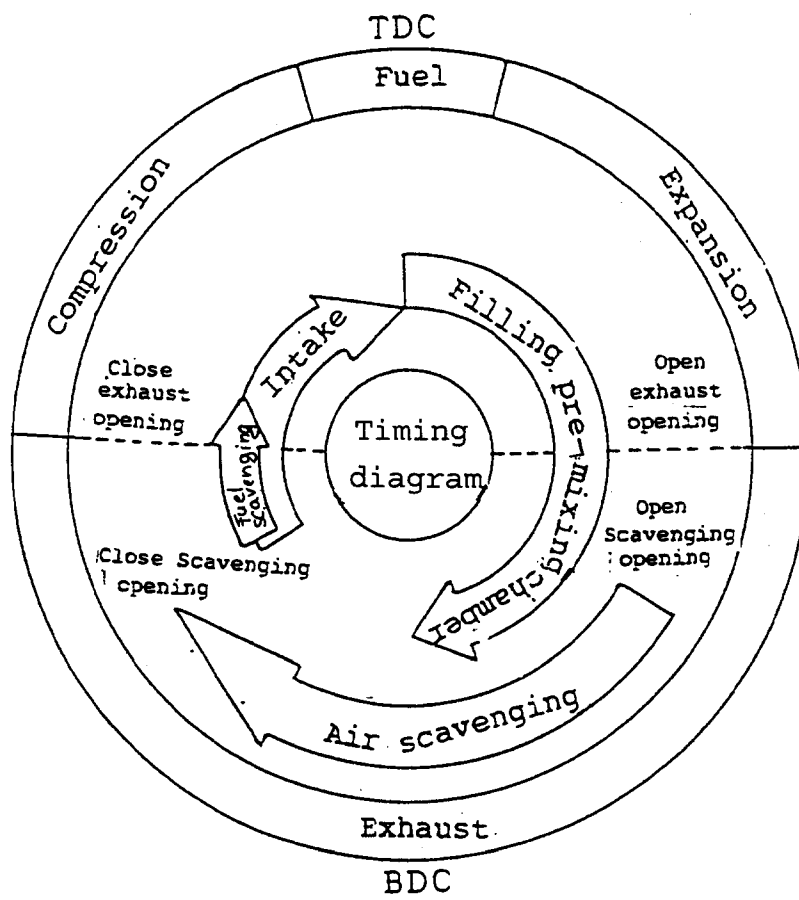 TDC
Fuel
Compression
Expansion
Filling pre-mixing chamber
Intake
Close
exhaust
opening
Open
exhaust
opening
Timing
diagram
Fuel
Scavenging
Open
Scavenging
opening
Close Scavenging
opening
Air scavenging
Exhaust
BDC